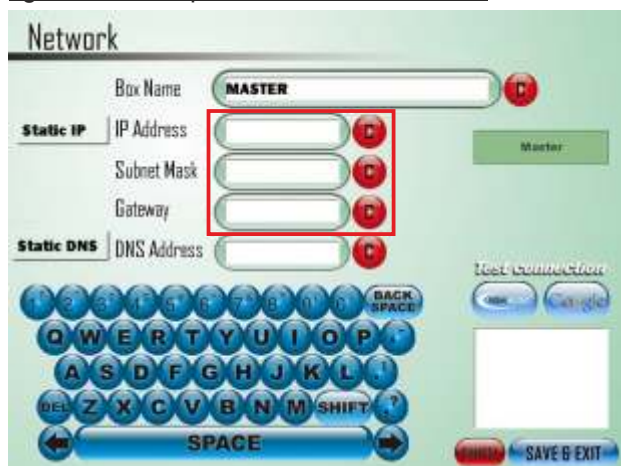 Network
Box Name MASTER C
Static IP IP Address C
Master
Subnet Mask C
Gateway C
Static DNS DNS Address C
Test connection
Google
1 2 3 4 5 6 7 8 9 0 BACK SPACE
Q W E R T Y U I O P
A S D F G H J K L
DEL Z X C V B N M SHIFT ?
SPACE
SAVE & EXIT